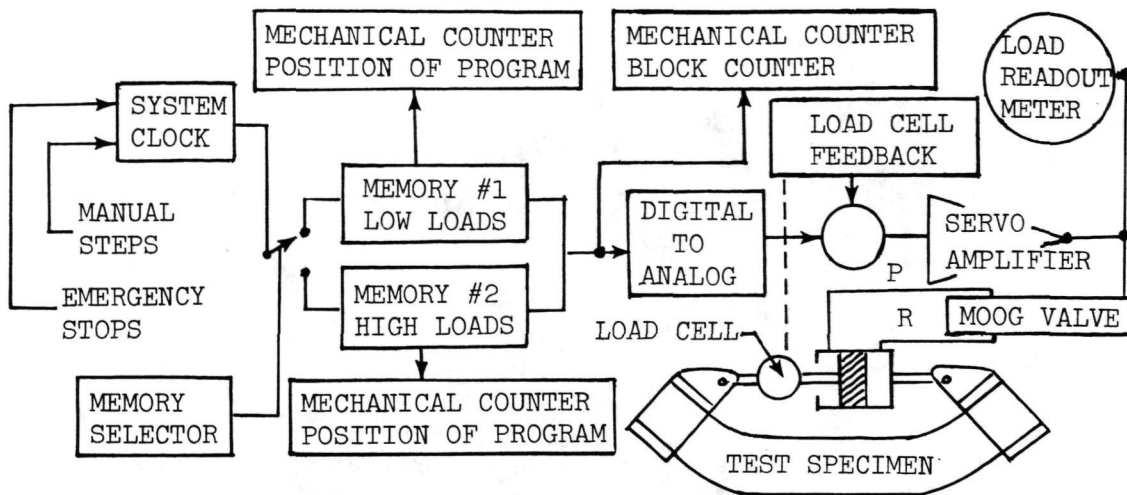 MECHANICAL COUNTER
POSITION OF PROGRAM
MECHANICAL COUNTER
BLOCK COUNTER
LOAD
READOUT
METER
SYSTEM
CLOCK
LOAD CELL
FEEDBACK
MEMORY #1
LOW LOADS
MANUAL
STEPS
DIGITAL
TO
ANALOG
SERVO
AMPLIFIER
P
EMERGENCY
STOPS
MEMORY #2
HIGH LOADS
R
MOOG VALVE
LOAD CELL
MEMORY
SELECTOR
MECHANICAL COUNTER
POSITION OF PROGRAM
TEST SPECIMEN